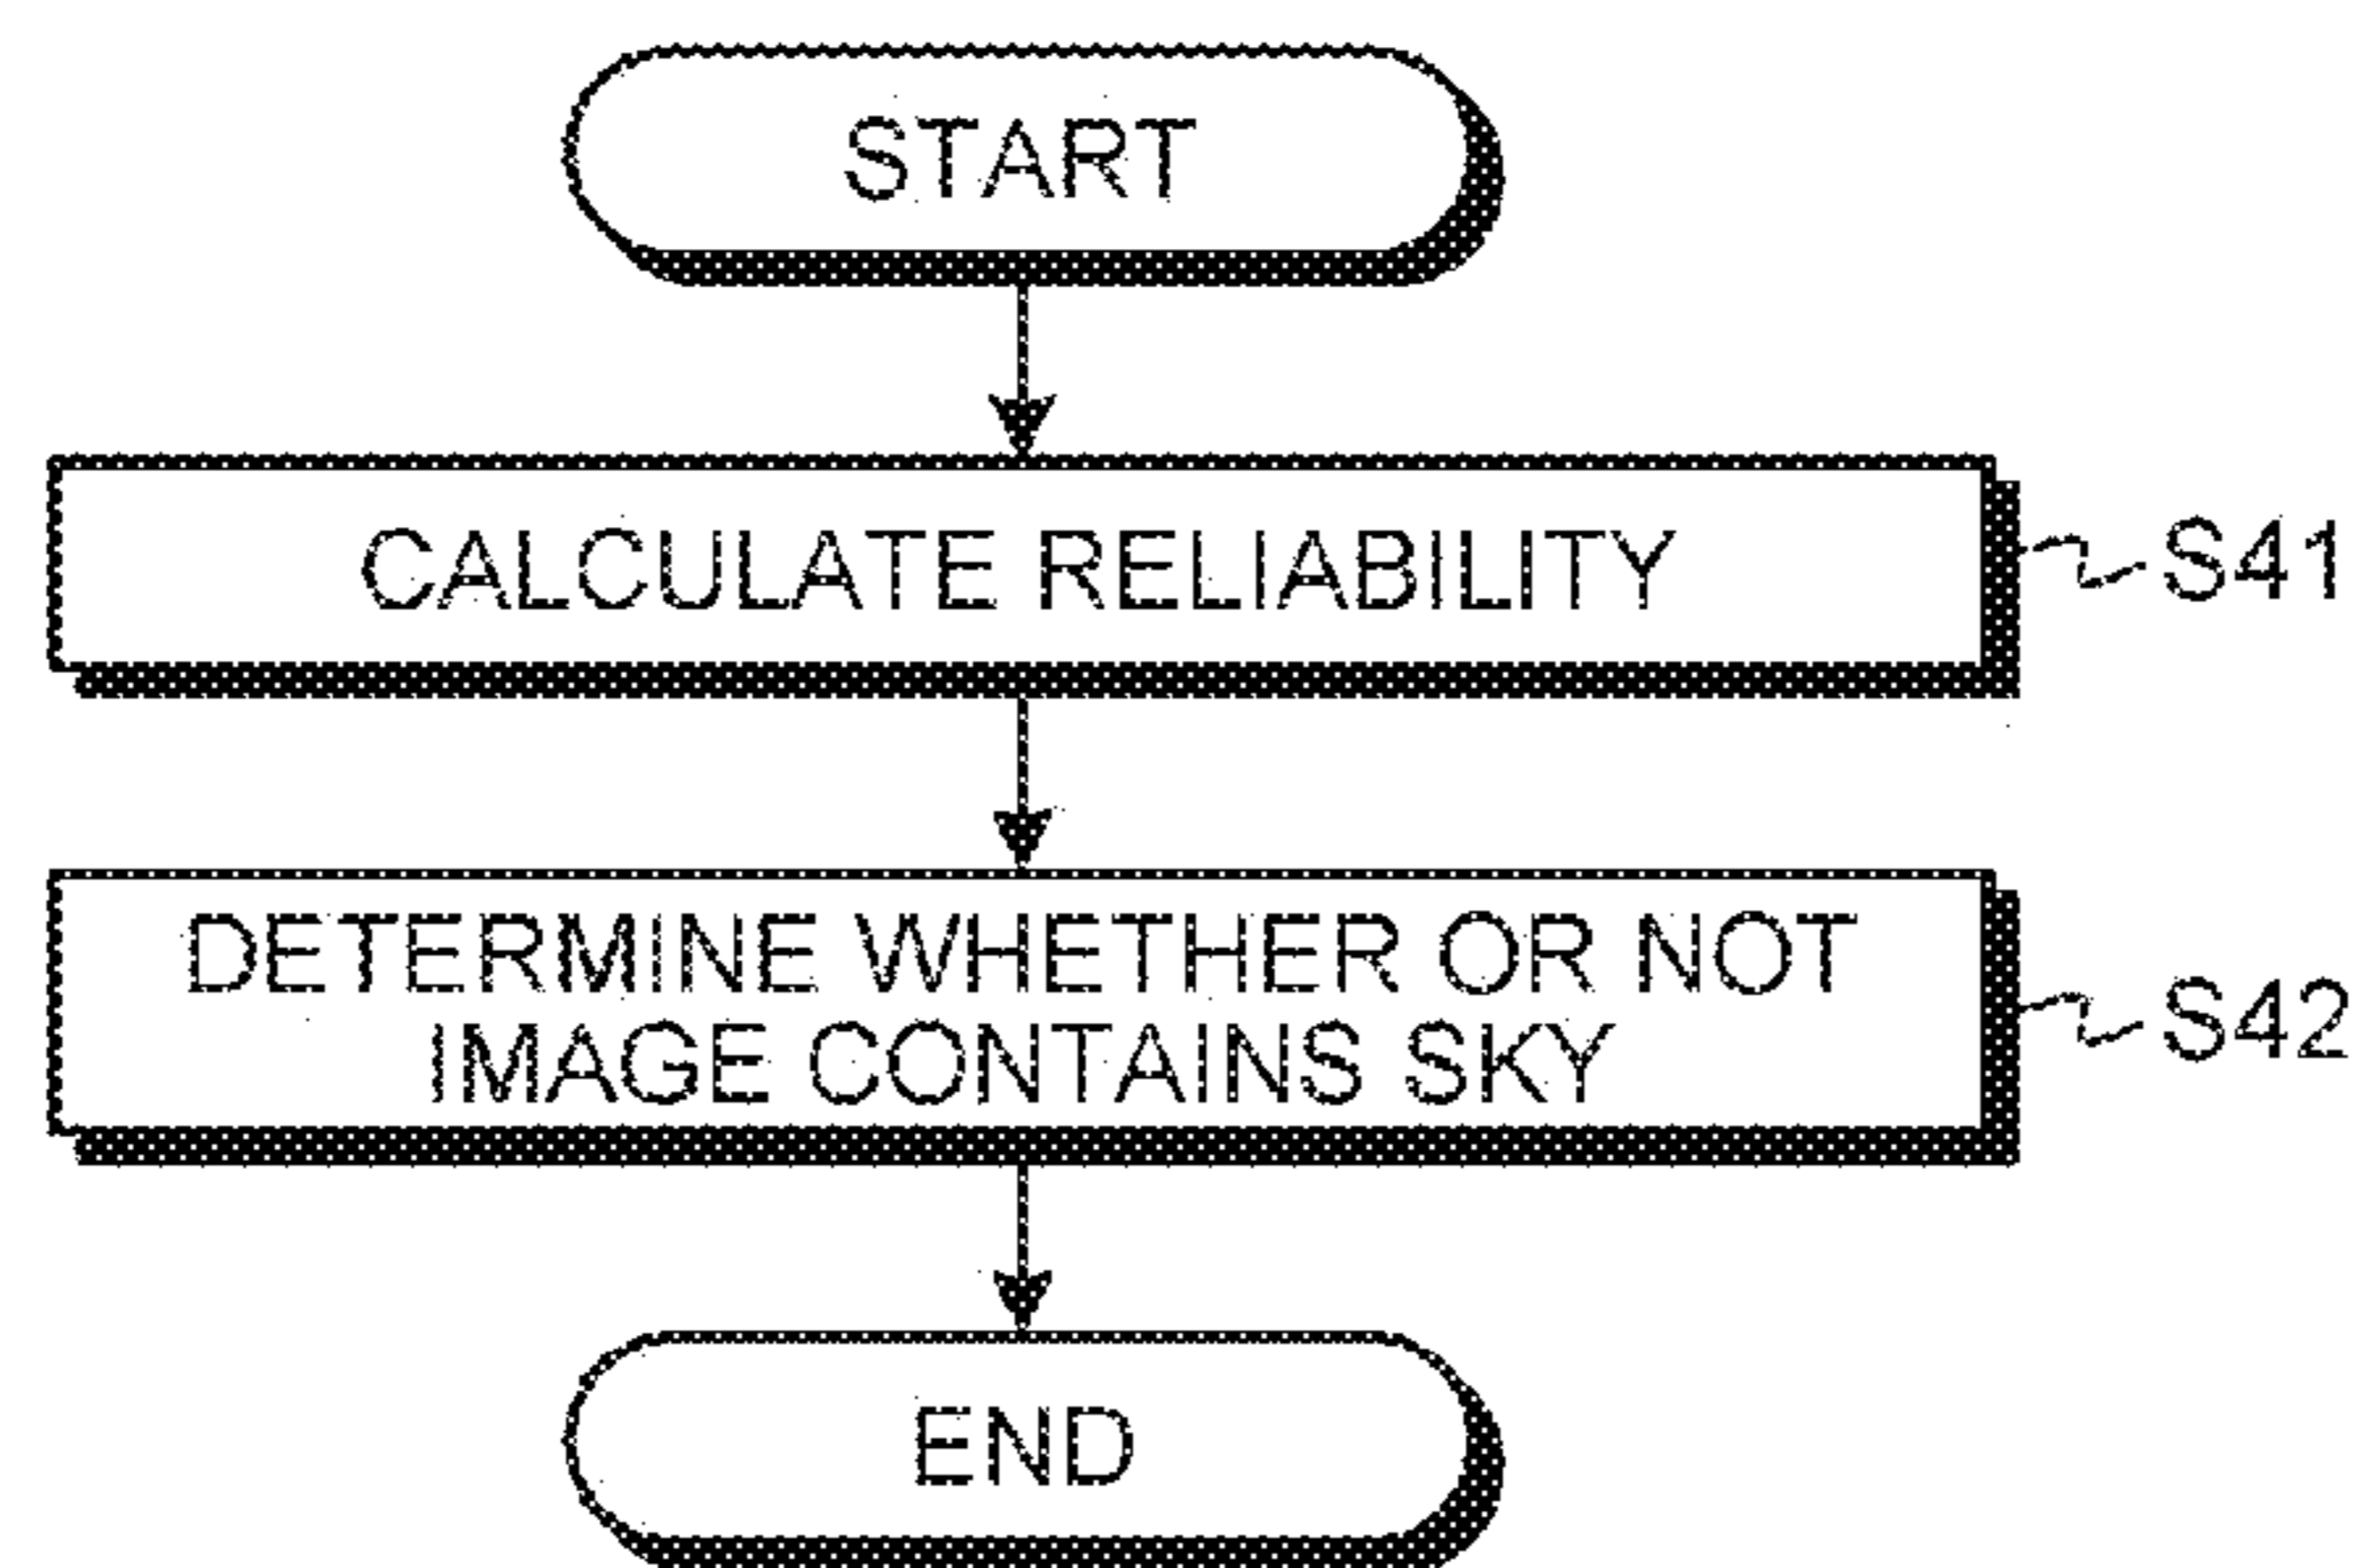 START
CALCULATE RELIABILITY
S41
DETERMINE WHETHER OR NOT
IMAGE CONTAINS SKY
S42
END